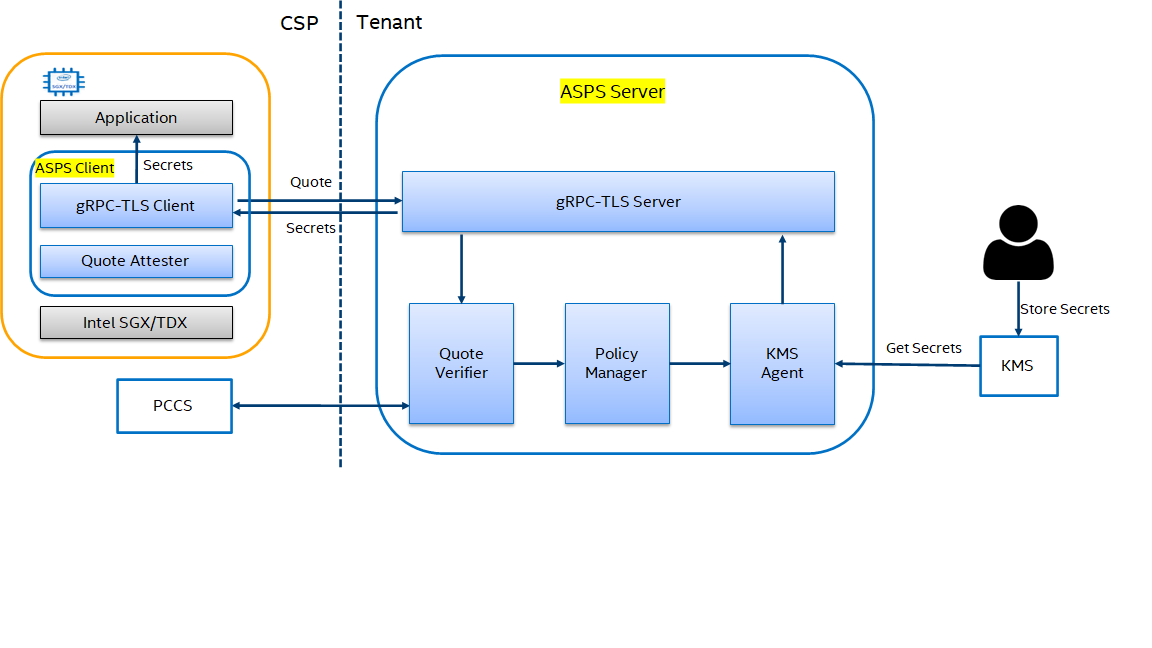 CSP
Tenant
ASPS Server
SGX/TDX
Application
ASPS Client
Secrets
gRPC-TLS Client
Quote
gRPC-TLS Server
Secrets
Quote Attester
Intel SGX/TDX
Store Secrets
Quote
Verifier
Policy
Manager
KMS
Agent
Get Secrets
KMS
PCCS